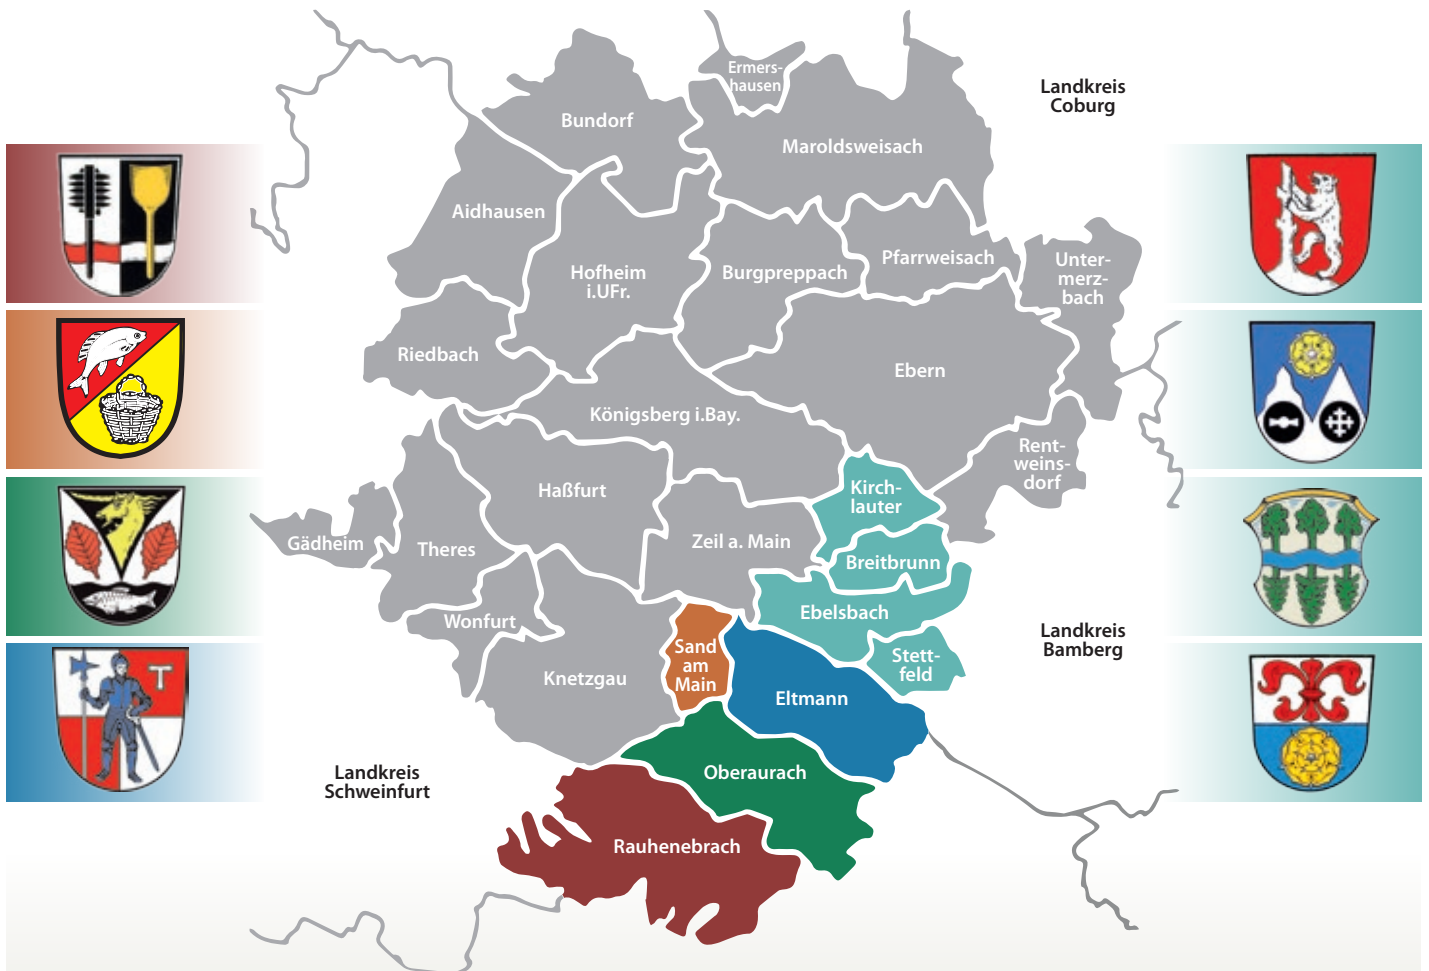 Ermers-
hausen
Landkreis
Coburg
Bundorf
Maroldsweisach
Aidhausen
Hofheim
i.UFr.
Burgpreppach
Pfarrweisach
Unter-
merz-
bach
Riedbach
Ebern
Königsberg i.Bay.
Rent-
weins-
dorf
Haßfurt
Kirch-
lauter
Gädheim
Theres
Zeil a. Main
Breitbrunn
Wonfurt
Ebelsbach
Landkreis
Bamberg
Sand
am
Main
Stett-
feld
Knetzgau
Eltmann
Landkreis
Schweinfurt
Oberaurach
Rauhenebrach